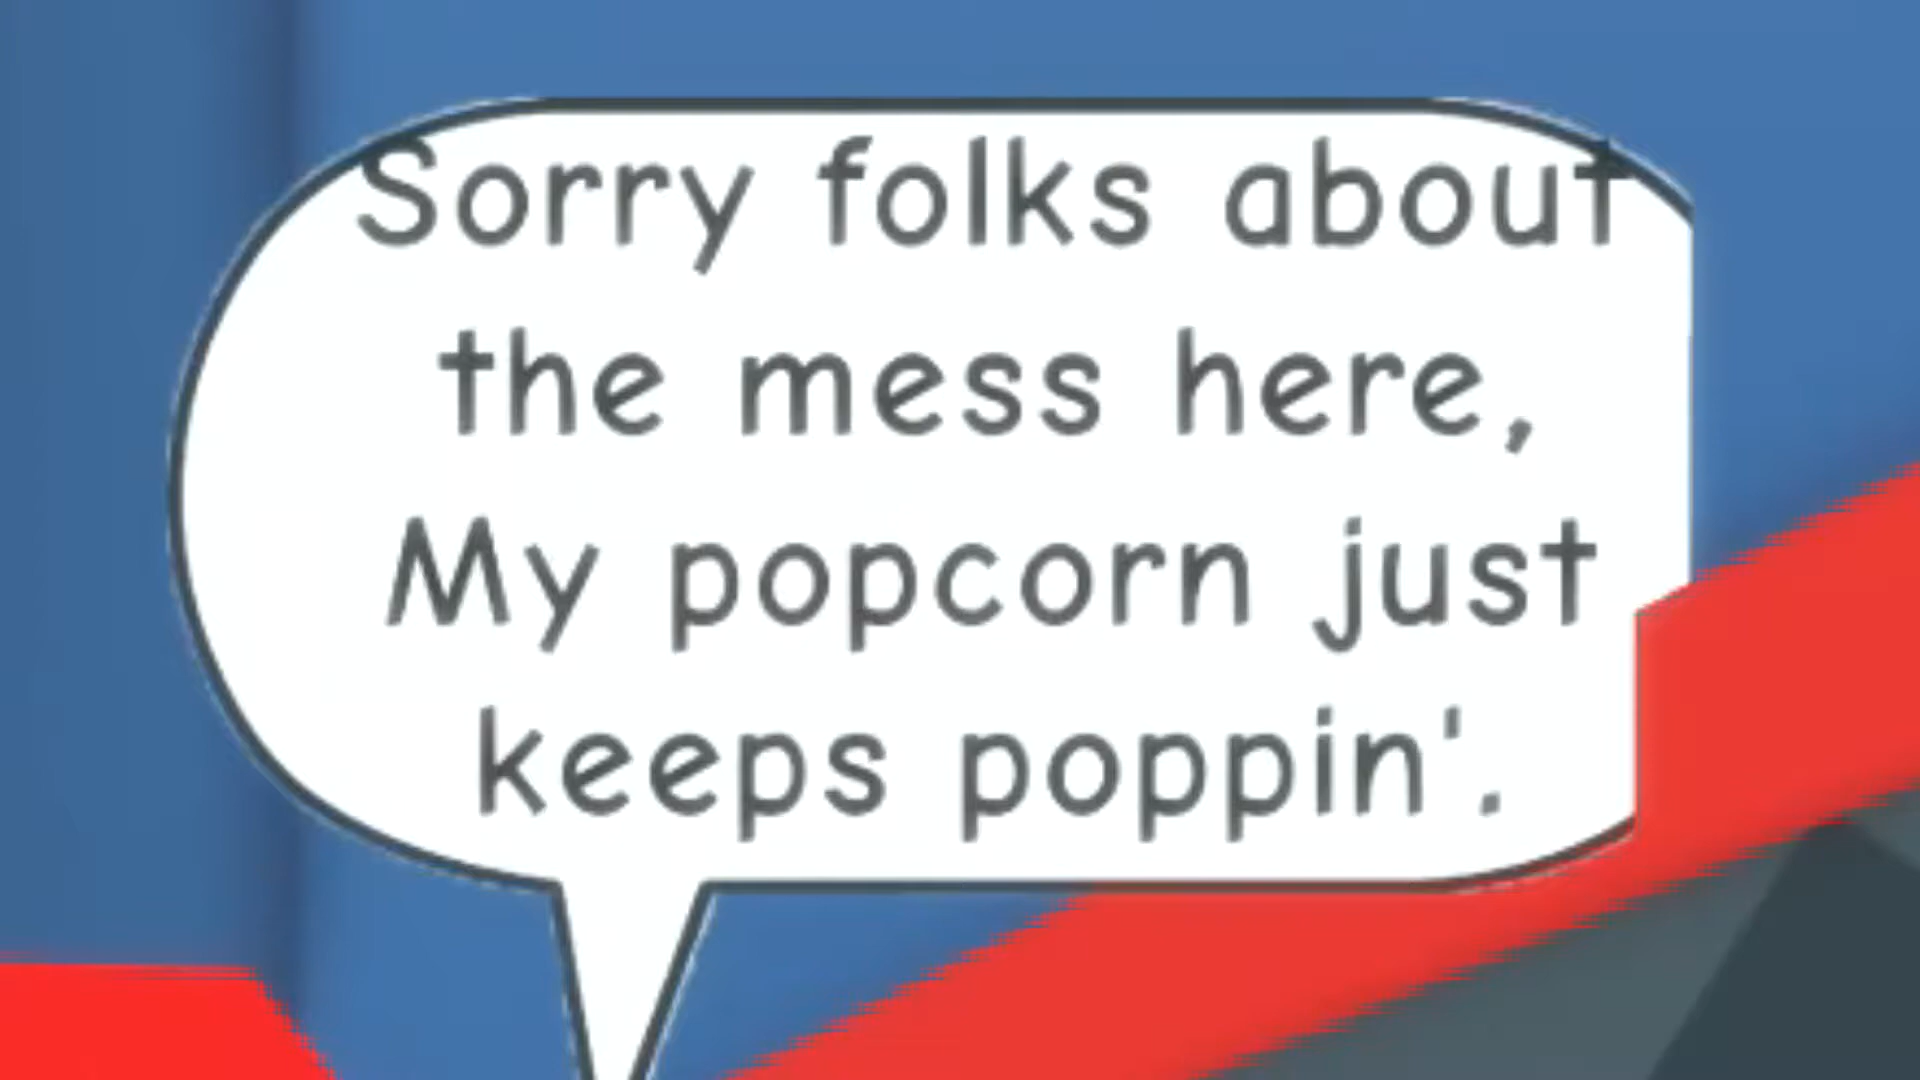 Sorry folks about
the mess here,
My popcorn just
keeps poppin'.